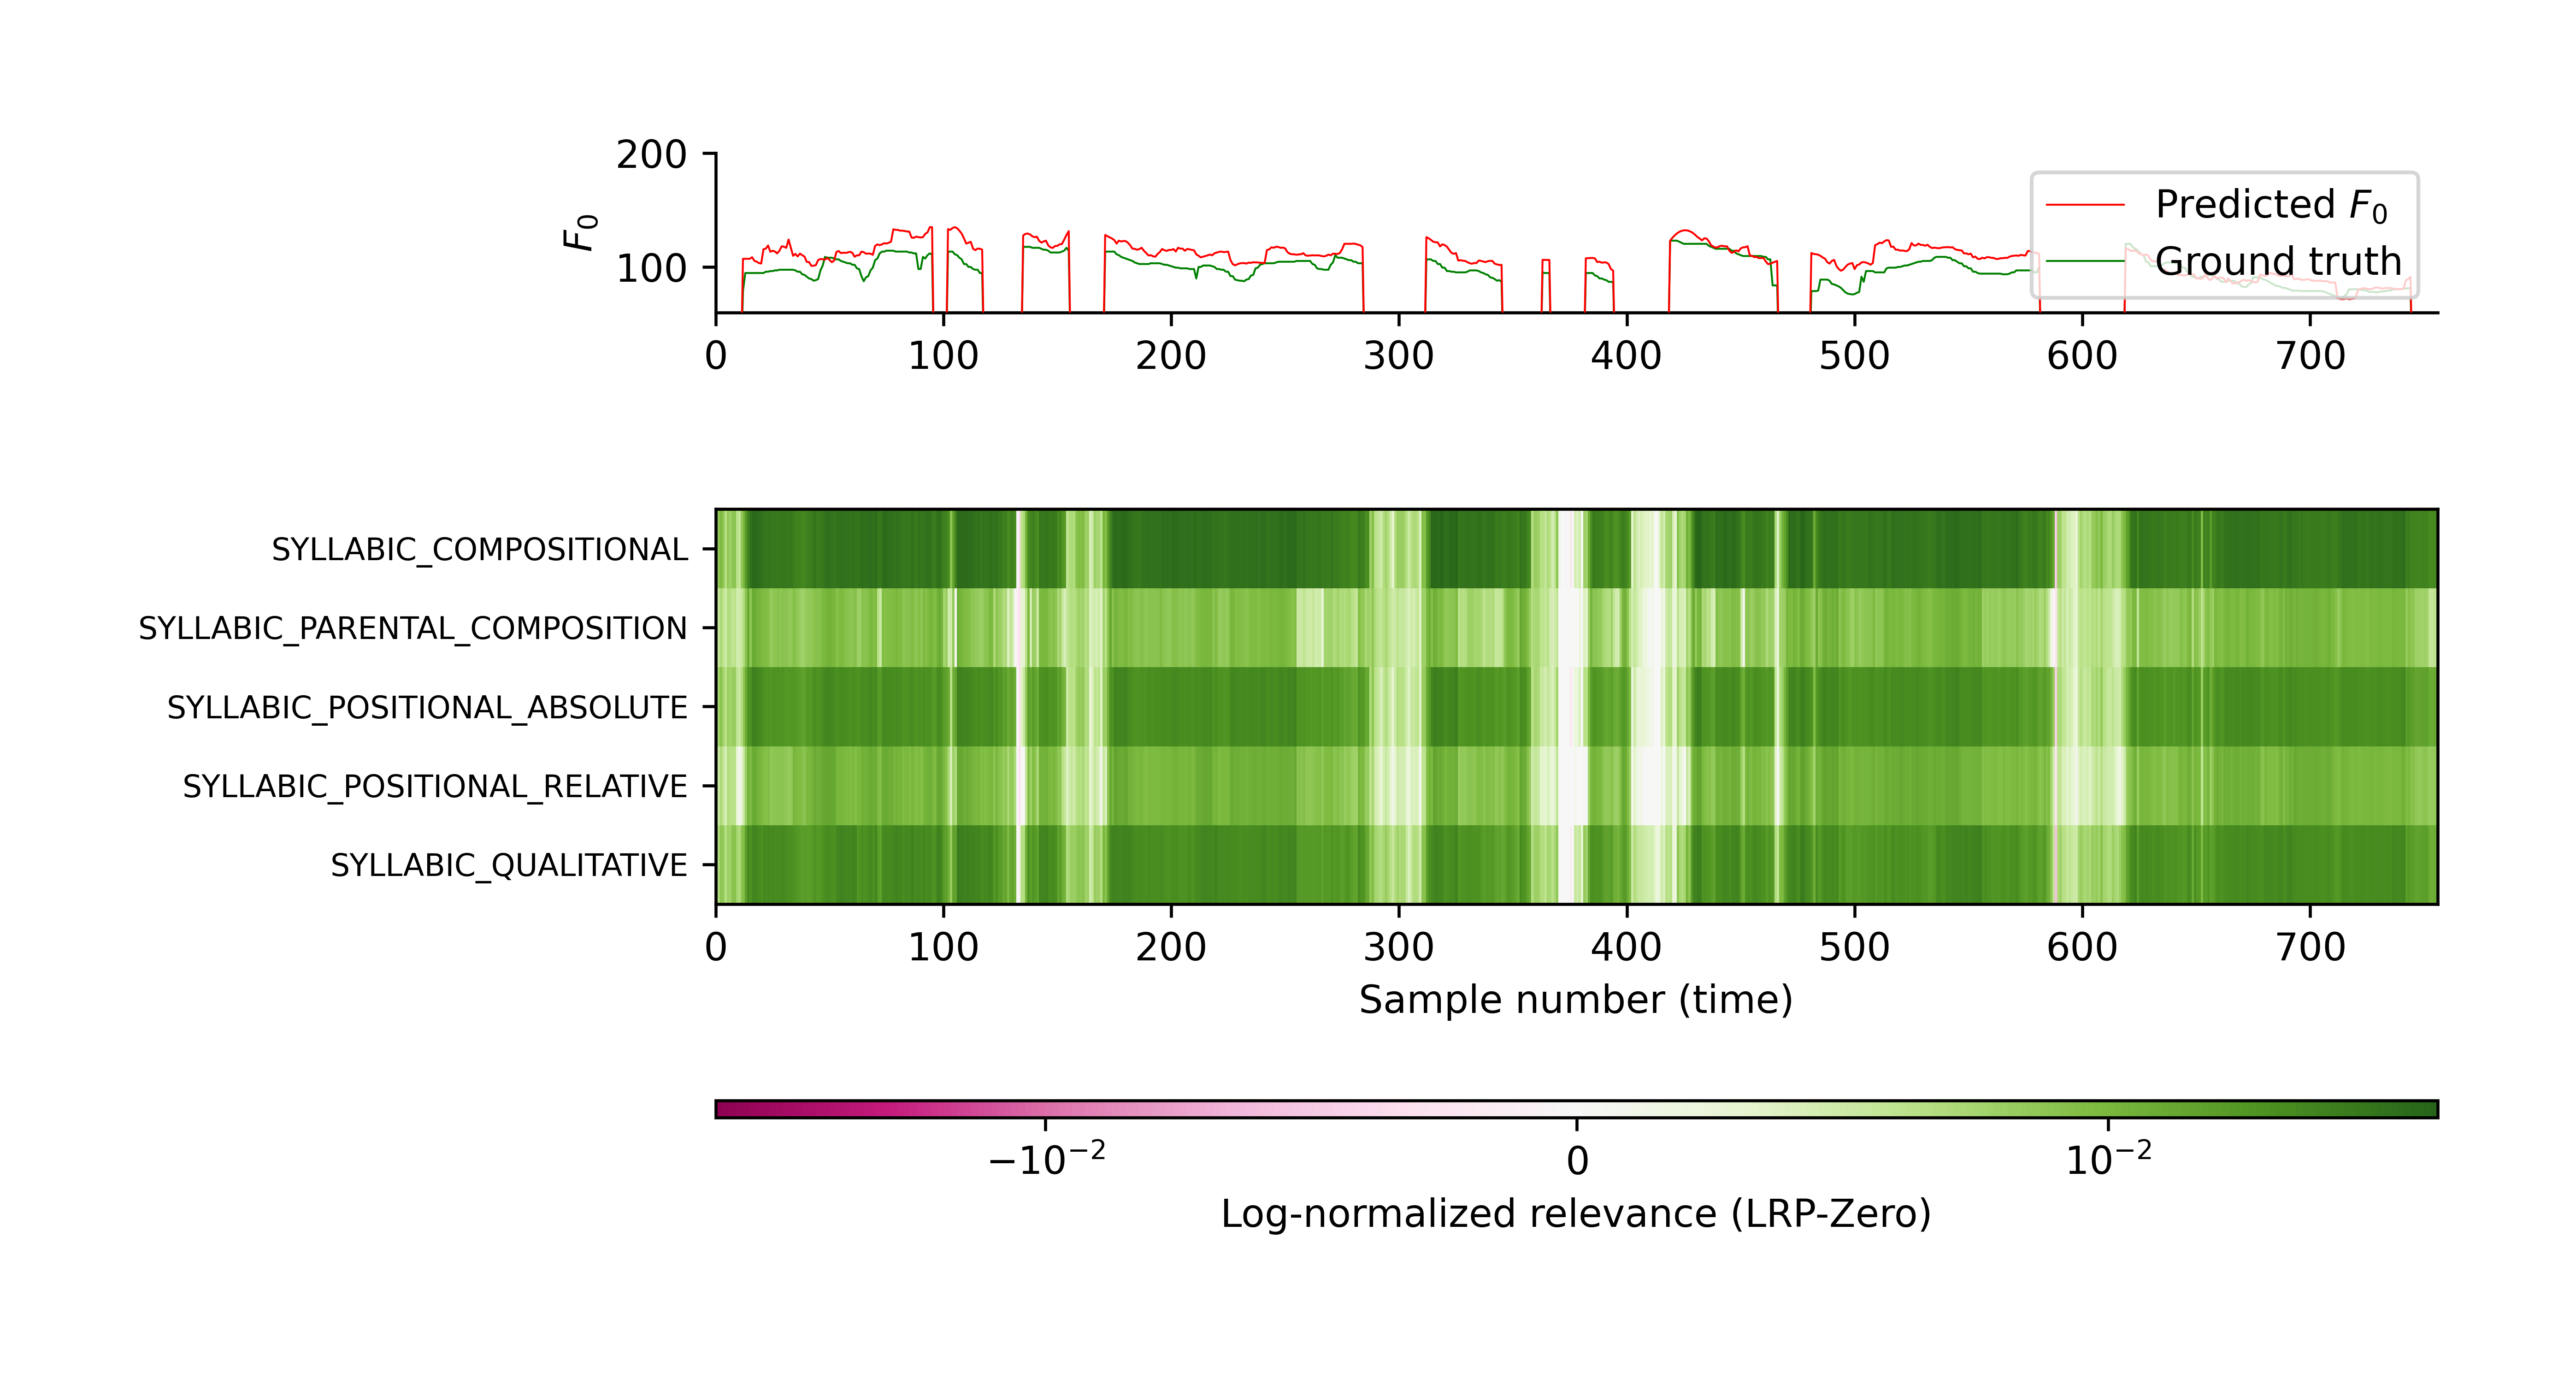 200
100
F₀
Predicted F₀
Ground truth
0 100 200 300 400 500 600 700
SYLLABIC_COMPOSITIONAL
SYLLABIC_PARENTAL_COMPOSITION
SYLLABIC_POSITIONAL_ABSOLUTE
SYLLABIC_POSITIONAL_RELATIVE
SYLLABIC_QUALITATIVE
0 100 200 300 400 500 600 700
Sample number (time)
−10⁻² 0 10⁻²
Log-normalized relevance (LRP-Zero)